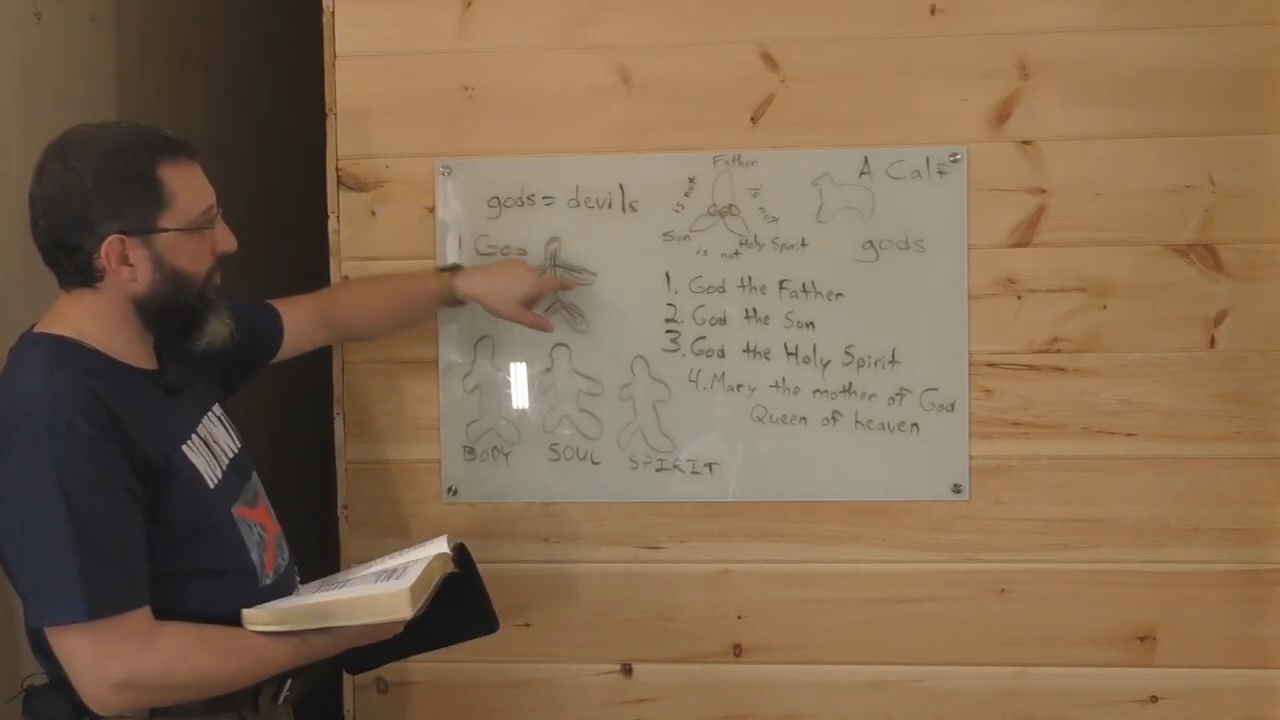 gods = devils
1 God
BODY SOUL SPIRIT
Father
is not
is not
GOD
Son
is not
Holy Spirit
A Calf
gods
1. God the Father
2. God the Son
3. God the Holy Spirit
4. Mary the mother of God
Queen of heaven